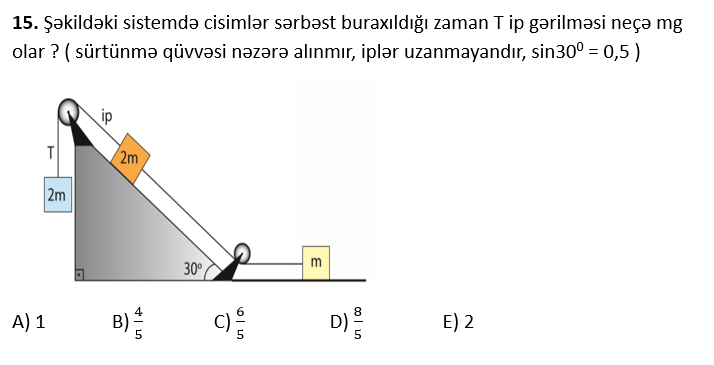 15. Şəkildəki sistemdə cisimlər sərbəst buraxıldığı zaman T ip gərilməsi neçə mg
olar ? ( sürtünmə qüvvəsi nəzərə alınmır, iplər uzanmayandır, sin30⁰ = 0,5 )
ip
T
2m
2m
30⁰
m
A) 1 B) 4/5 C) 6/5 D) 8/5 E) 2